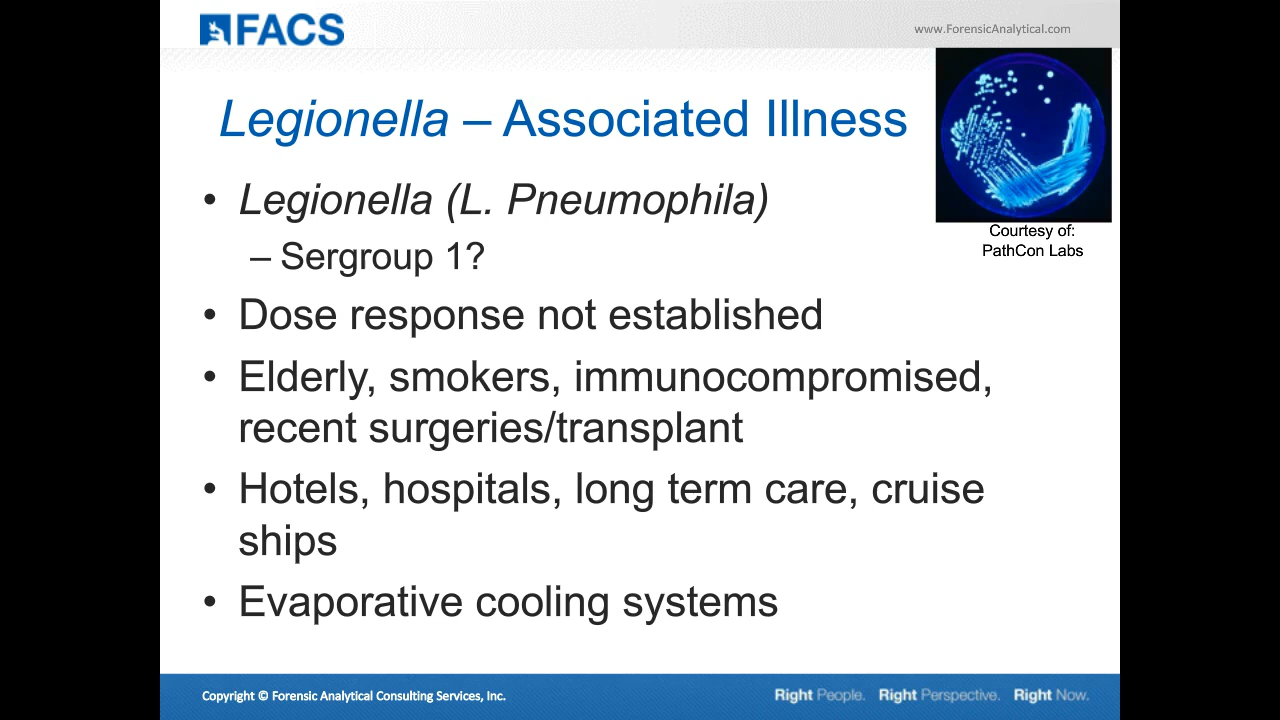 FACS
www.ForensicAnalytical.com
Legionella – Associated Illness
Courtesy of:
PathCon Labs
• Legionella (L. Pneumophila)
– Sergroup 1?
• Dose response not established
• Elderly, smokers, immunocompromised,
recent surgeries/transplant
• Hotels, hospitals, long term care, cruise
ships
• Evaporative cooling systems
Copyright © Forensic Analytical Consulting Services, Inc.
Right People. Right Perspective. Right Now.